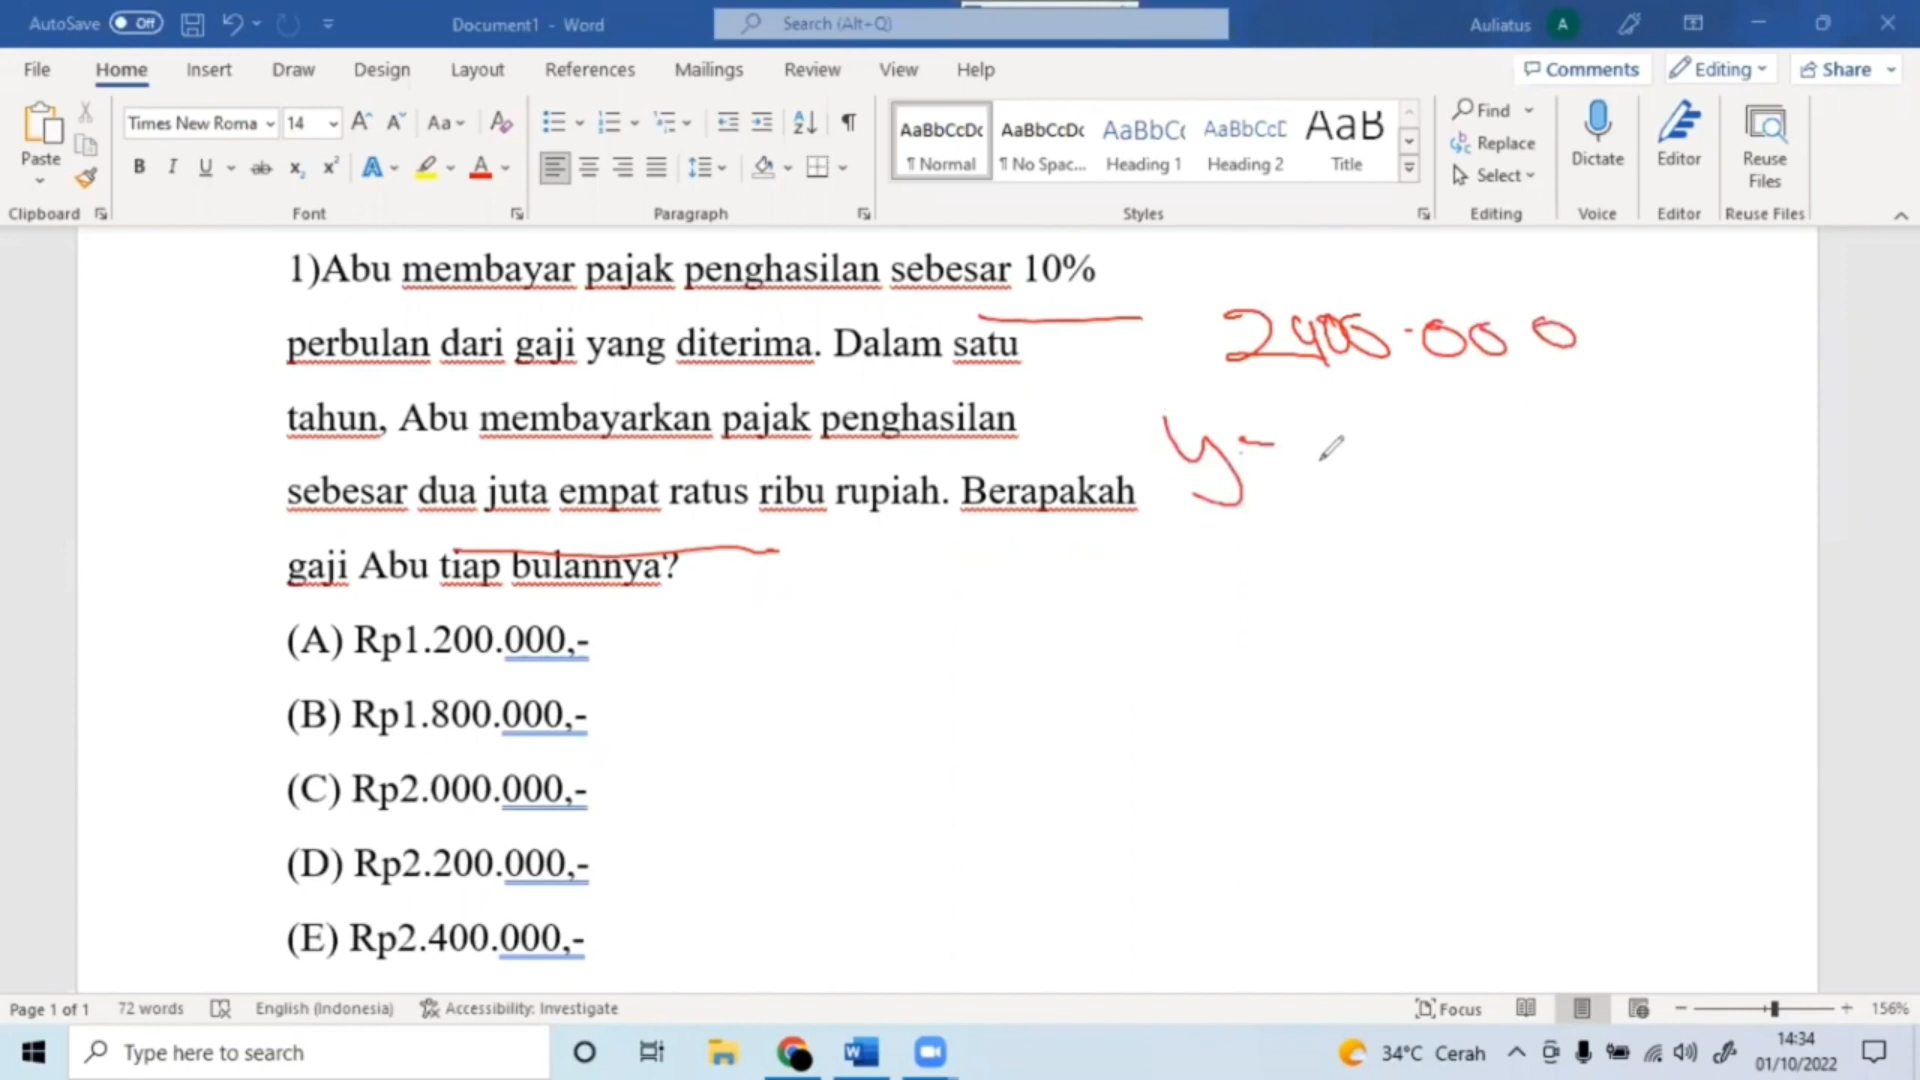 AutoSave Off Document1 - Word Search (Alt+Q) Auliatus A
File Home Insert Draw Design Layout References Mailings Review View Help Comments Editing Share
Paste
Clipboard
Times New Roma 14 A A Aa A
B I U ab x₂ x² A A
Font
Paragraph
AaBbCcDc AaBbCcDc AaBbC( AaBbCcE AaB
¶ Normal ¶ No Spac... Heading 1 Heading 2 Title
Styles
Find
Replace
Select
Editing
Dictate
Voice
Editor
Editor
Reuse
Files
Reuse Files
1)Abu membayar pajak penghasilan sebesar 10%
perbulan dari gaji yang diterima. Dalam satu
tahun, Abu membayarkan pajak penghasilan
sebesar dua juta empat ratus ribu rupiah. Berapakah
gaji Abu tiap bulannya?
(A) Rp1.200.000,-
(B) Rp1.800.000,-
(C) Rp2.000.000,-
(D) Rp2.200.000,-
(E) Rp2.400.000,-
2400.000
y=
Page 1 of 1 72 words English (Indonesia) Accessibility: Investigate Focus 156%
Type here to search
34°C Cerah
14:34
01/10/2022